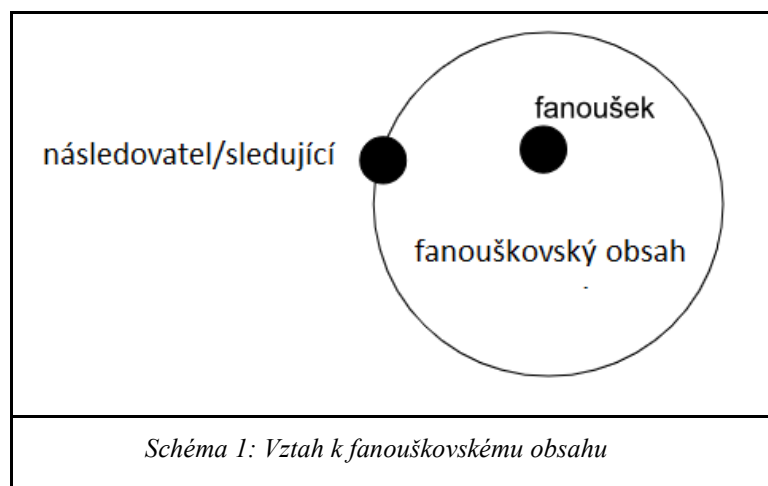 fanoušek
následovatel/sledující
fanouškovský obsah
-
Schéma 1: Vztah k fanouškovskému obsahu